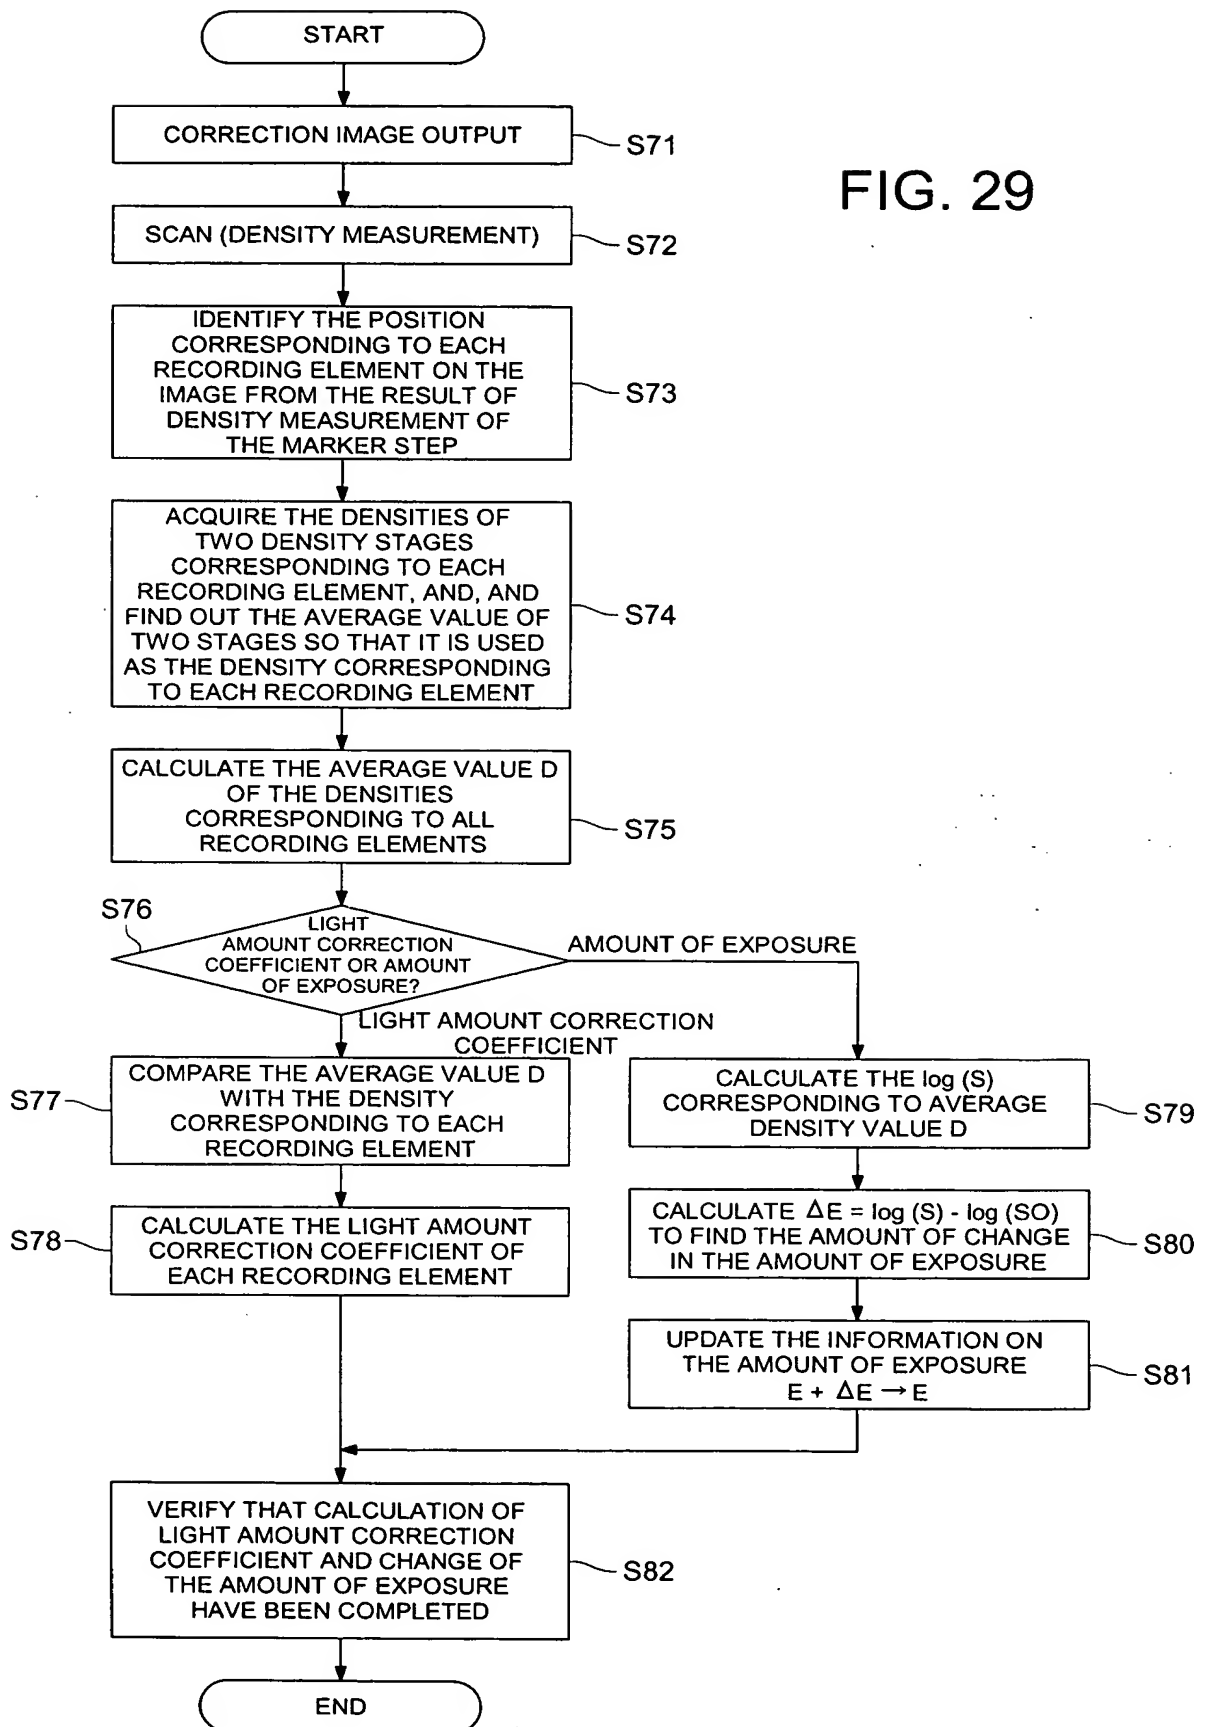 START
CORRECTION IMAGE OUTPUT
S71
FIG. 29
SCAN (DENSITY MEASUREMENT)
S72
IDENTIFY THE POSITION
CORRESPONDING TO EACH
RECORDING ELEMENT ON THE
IMAGE FROM THE RESULT OF
DENSITY MEASUREMENT OF
THE MARKER STEP
S73
ACQUIRE THE DENSITIES OF
TWO DENSITY STAGES
CORRESPONDING TO EACH
RECORDING ELEMENT, AND, AND
FIND OUT THE AVERAGE VALUE OF
TWO STAGES SO THAT IT IS USED
AS THE DENSITY CORRESPONDING
TO EACH RECORDING ELEMENT
S74
CALCULATE THE AVERAGE VALUE D
OF THE DENSITIES
CORRESPONDING TO ALL
RECORDING ELEMENTS
S75
S76
LIGHT
AMOUNT CORRECTION
COEFFICIENT OR AMOUNT
OF EXPOSURE?
AMOUNT OF EXPOSURE
LIGHT AMOUNT CORRECTION
COEFFICIENT
S77
COMPARE THE AVERAGE VALUE D
WITH THE DENSITY
CORRESPONDING TO EACH
RECORDING ELEMENT
S78
CALCULATE THE LIGHT AMOUNT
CORRECTION COEFFICIENT OF
EACH RECORDING ELEMENT
CALCULATE THE log (S)
CORRESPONDING TO AVERAGE
DENSITY VALUE D
S79
CALCULATE ΔE = log (S) - log (SO)
TO FIND THE AMOUNT OF CHANGE
IN THE AMOUNT OF EXPOSURE
S80
UPDATE THE INFORMATION ON
THE AMOUNT OF EXPOSURE
E + ΔE → E
S81
VERIFY THAT CALCULATION OF
LIGHT AMOUNT CORRECTION
COEFFICIENT AND CHANGE OF
THE AMOUNT OF EXPOSURE
HAVE BEEN COMPLETED
S82
END